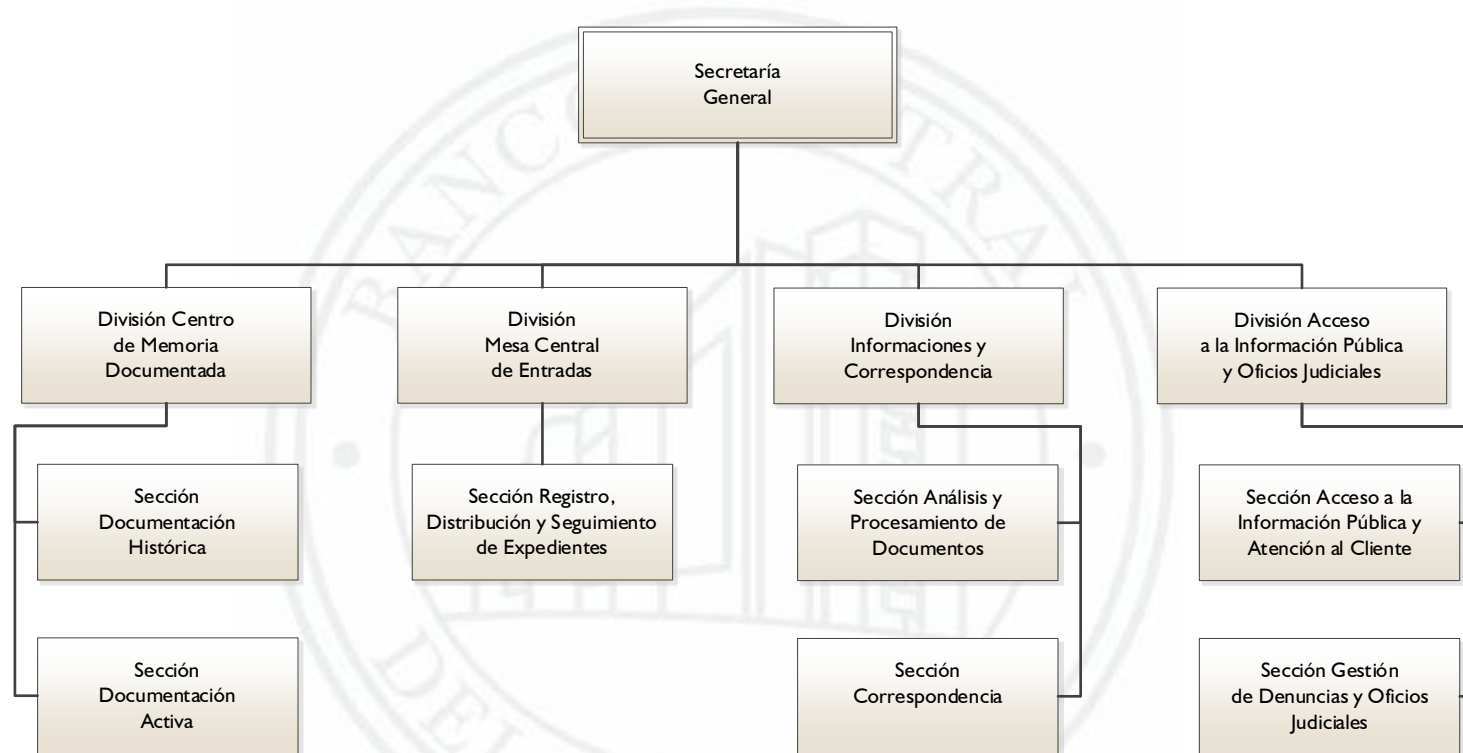 Secretaría
General
División Centro
de Memoria
Documentada
División
Mesa Central
de Entradas
División
Informaciones y
Correspondencia
División Acceso
a la Información Pública
y Oficios Judiciales
Sección
Documentación
Histórica
Sección Registro,
Distribución y Seguimiento
de Expedientes
Sección Análisis y
Procesamiento de
Documentos
Sección Acceso a la
Información Pública y
Atención al Cliente
Sección
Documentación
Activa
Sección
Correspondencia
Sección Gestión
de Denuncias y Oficios
Judiciales
BANCO
DEL